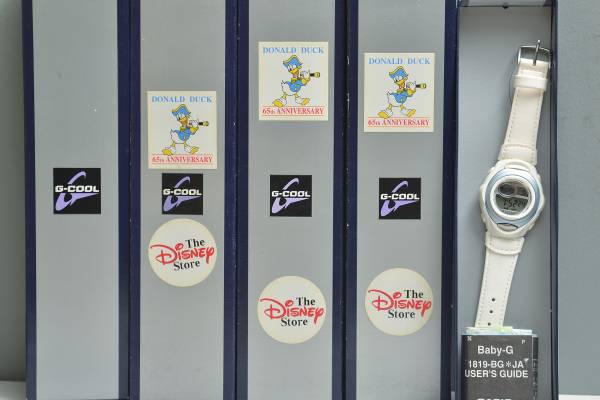 G-COOL
DONALD DUCK
65th ANNIVERSARY
G-COOL
The
Disney
Store
DONALD DUCK
65th ANNIVERSARY
G-COOL
The
Disney
Store
DONALD DUCK
65th ANNIVERSARY
G-COOL
The
Disney
Store
Baby-G
1819-BG*JA
USER'S GUIDE